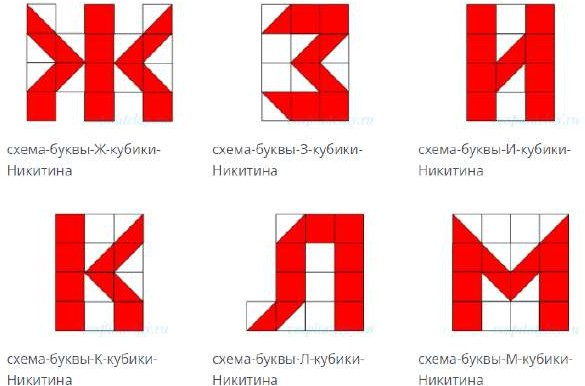 схема-буквы-Ж-кубики-
Никитина
схема-буквы-З-кубики-
Никитина
схема-буквы-И-кубики-
Никитина
схема-буквы-К-кубики-
Никитина
схема-буквы-Л-кубики-
Никитина
схема-буквы-М-кубики-
Никитина